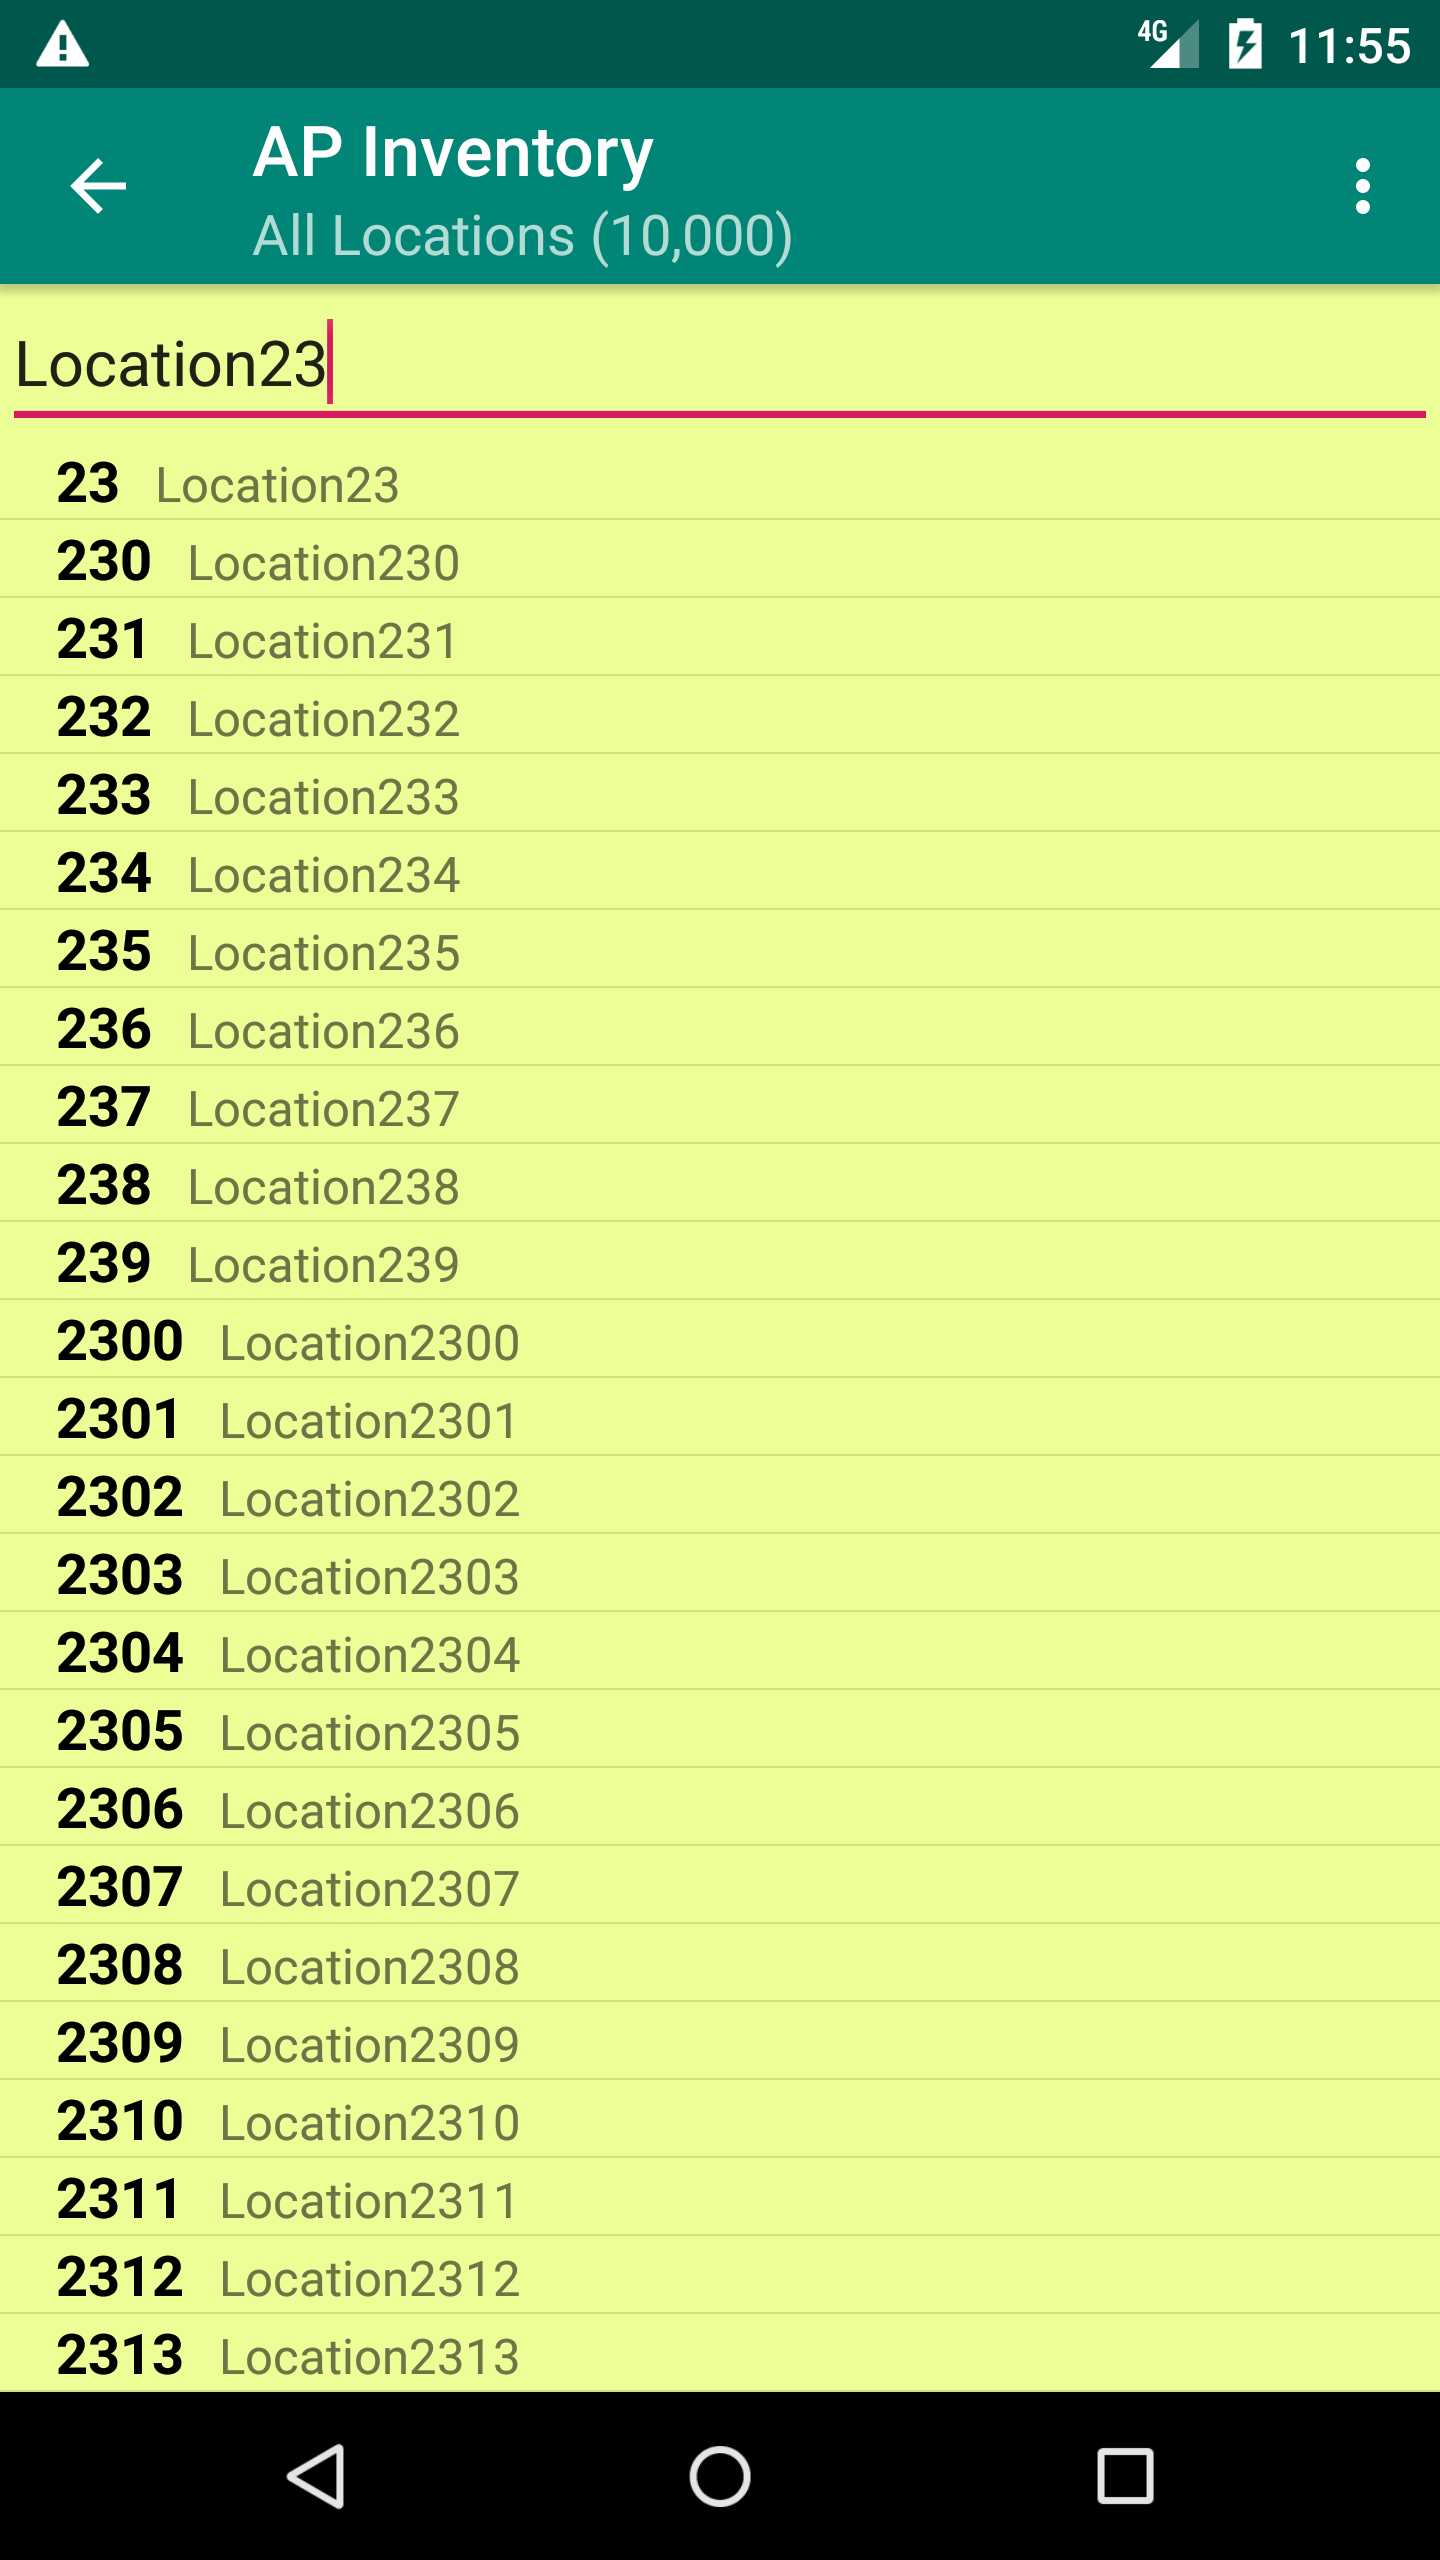 4G 11:55
AP Inventory
All Locations (10,000)
Location23
23 Location23
230 Location230
231 Location231
232 Location232
233 Location233
234 Location234
235 Location235
236 Location236
237 Location237
238 Location238
239 Location239
2300 Location2300
2301 Location2301
2302 Location2302
2303 Location2303
2304 Location2304
2305 Location2305
2306 Location2306
2307 Location2307
2308 Location2308
2309 Location2309
2310 Location2310
2311 Location2311
2312 Location2312
2313 Location2313